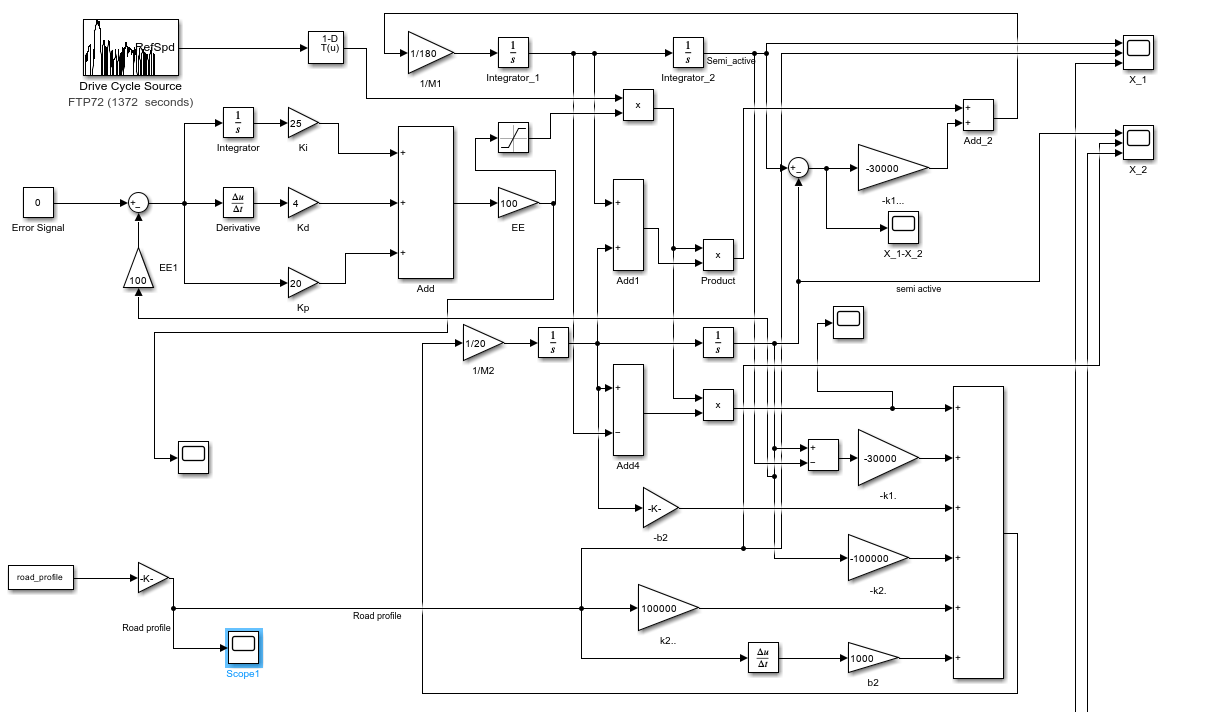 RefSpd
Drive Cycle Source
FTP72 (1372 seconds)
1-D
T(u)
1/180
1/M1
1
s
Integrator_1
1
s
Integrator_2
Semi_active
X_1
x
+
+
Add_2
X_2
1
s
Integrator
25
Ki
0
Error Signal
+
−
Δu
Δt
Derivative
4
Kd
20
Kp
+
+
+
Add
100
EE
100
EE1
+
+
Add1
x
Product
+
−
-30000
-k1...
X_1-X_2
semi active
1/20
1/M2
1
s
1
s
+
−
Add4
x
+
−
-30000
-k1.
-K-
-b2
-100000
-k2.
road_profile
-K-
Road profile
Road profile
Scope1
100000
k2..
Δu
Δt
1000
b2
+
+
+
+
+
+